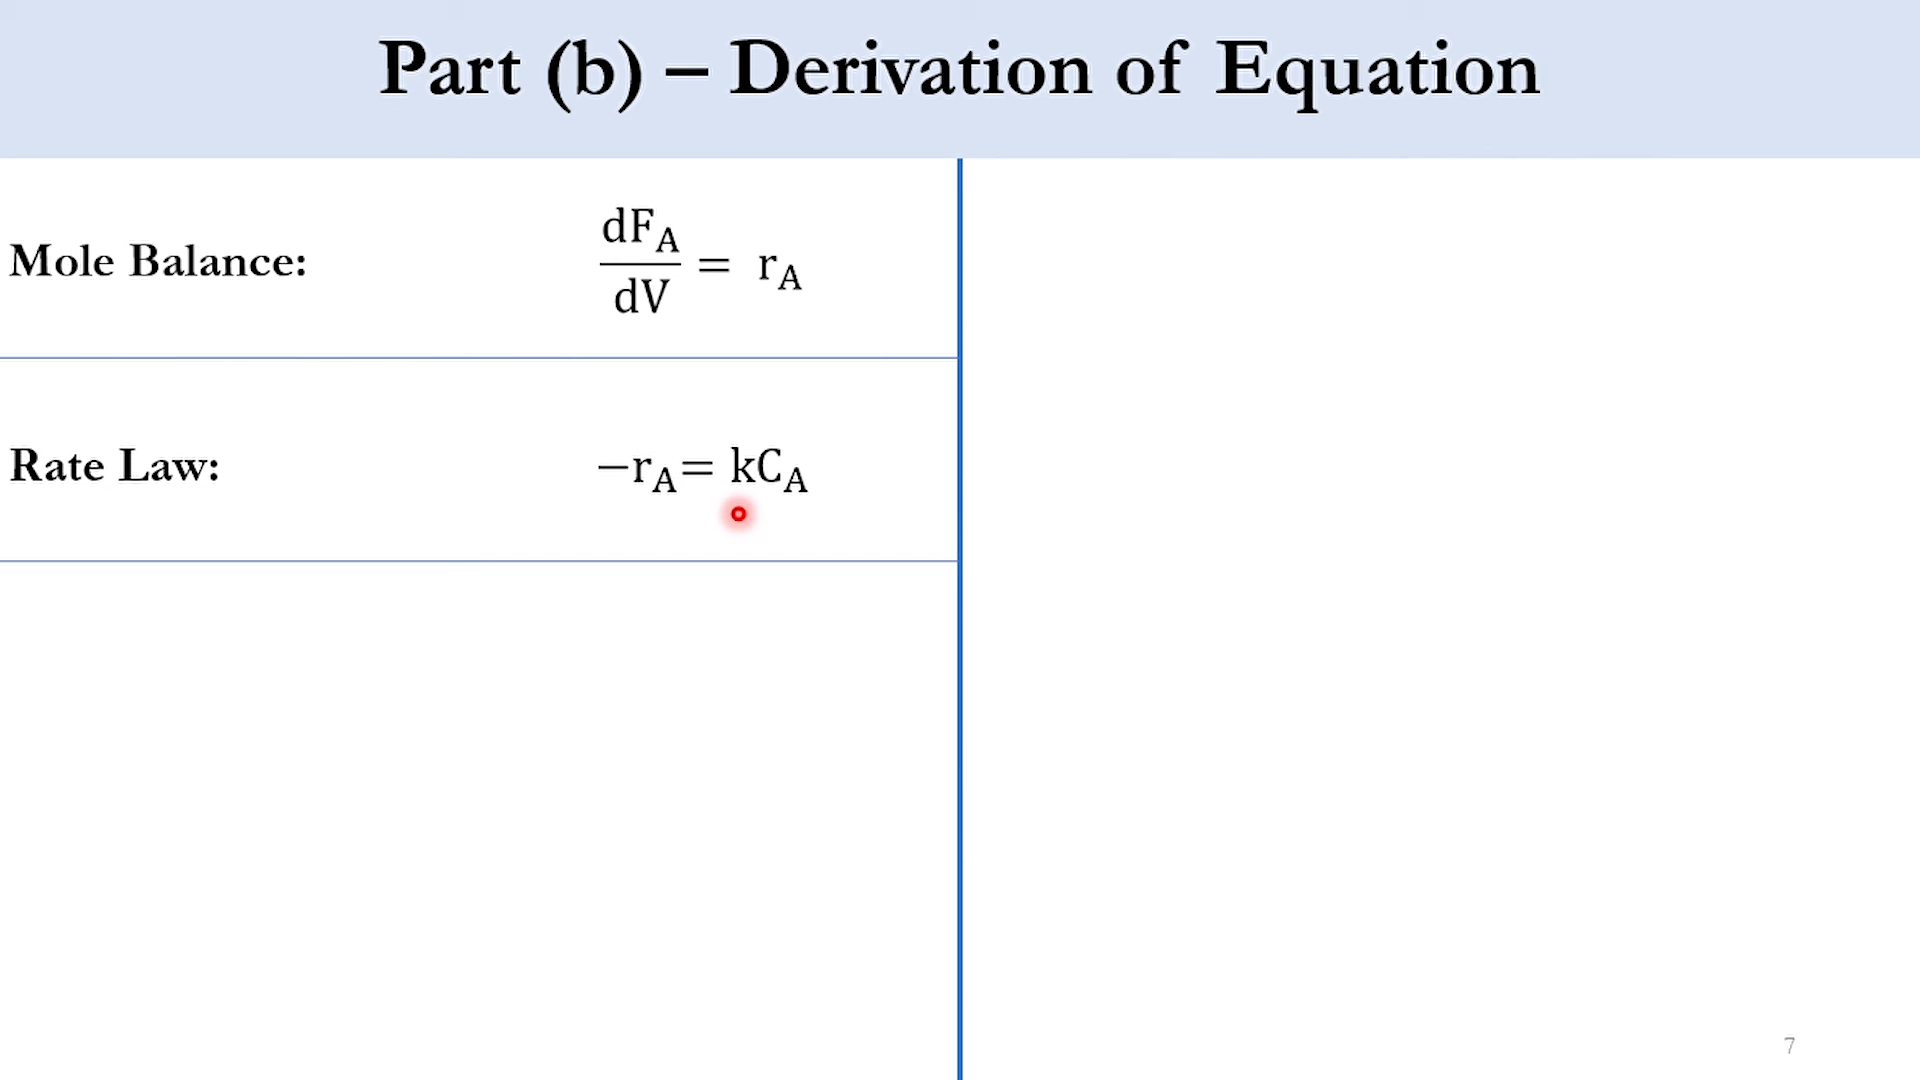 Part (b) – Derivation of Equation
Mole Balance:
dF_A/dV = r_A
Rate Law:
−r_A= kC_A
7